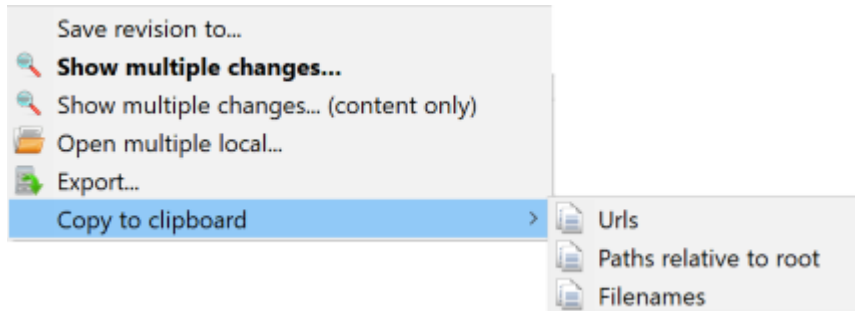 Save revision to...
Show multiple changes...
Show multiple changes... (content only)
Open multiple local...
Export...
Copy to clipboard
Urls
Paths relative to root
Filenames